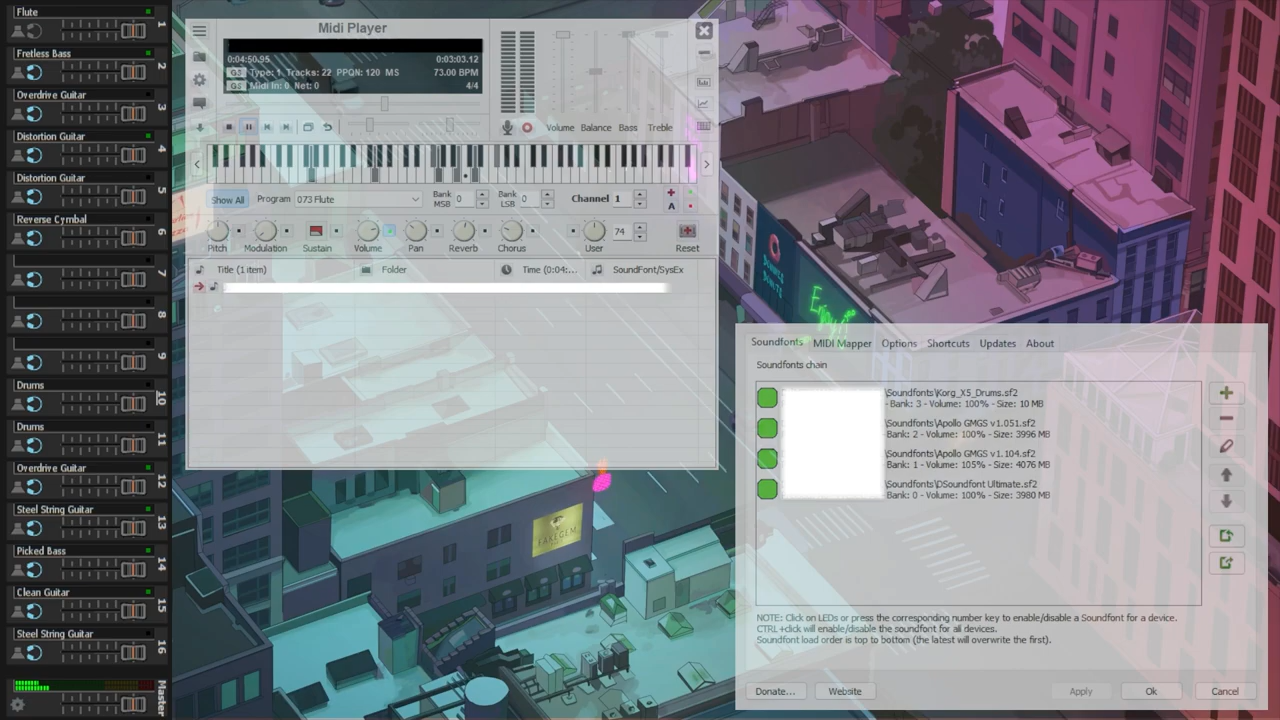 Flute
1
Fretless Bass
2
Overdrive Guitar
3
Distortion Guitar
4
Distortion Guitar
5
Reverse Cymbal
6
7
8
9
Drums
10
Drums
11
Overdrive Guitar
12
Steel String Guitar
13
Picked Bass
14
Clean Guitar
15
Steel String Guitar
16
Master
Midi Player
0:04:50.95 0:03:03.12
GS Type: 1 Tracks: 22 PPQN: 120 MS 73.00 BPM
GS Midi In: 0 Net: 0 4/4
Volume Balance Bass Treble
Show All Program 073 Flute Bank MSB 0 Bank LSB 0 Channel 1 A
Pitch Modulation Sustain Volume Pan Reverb Chorus User 74 Reset
Title (1 item) Folder Time (0:04:... SoundFont/SysEx
Enjoy it
FAKEGEM
Soundfonts MIDI Mapper Options Shortcuts Updates About
Soundfonts chain
\Soundfonts\Korg_X5_Drums.sf2
- Bank: 3 - Volume: 100% - Size: 10 MB
\Soundfonts\Apollo GMGS v1.051.sf2
Bank: 2 - Volume: 100% - Size: 3996 MB
\Soundfonts\Apollo GMGS v1.104.sf2
Bank: 1 - Volume: 105% - Size: 4076 MB
\Soundfonts\DSoundfont Ultimate.sf2
Bank: 0 - Volume: 100% - Size: 3980 MB
NOTE: Click on LEDs or press the corresponding number key to enable/disable a Soundfont for a device.
CTRL+click will enable/disable the soundfont for all devices.
Soundfont load order is top to bottom (the latest will overwrite the first).
Donate... Website Apply Ok Cancel